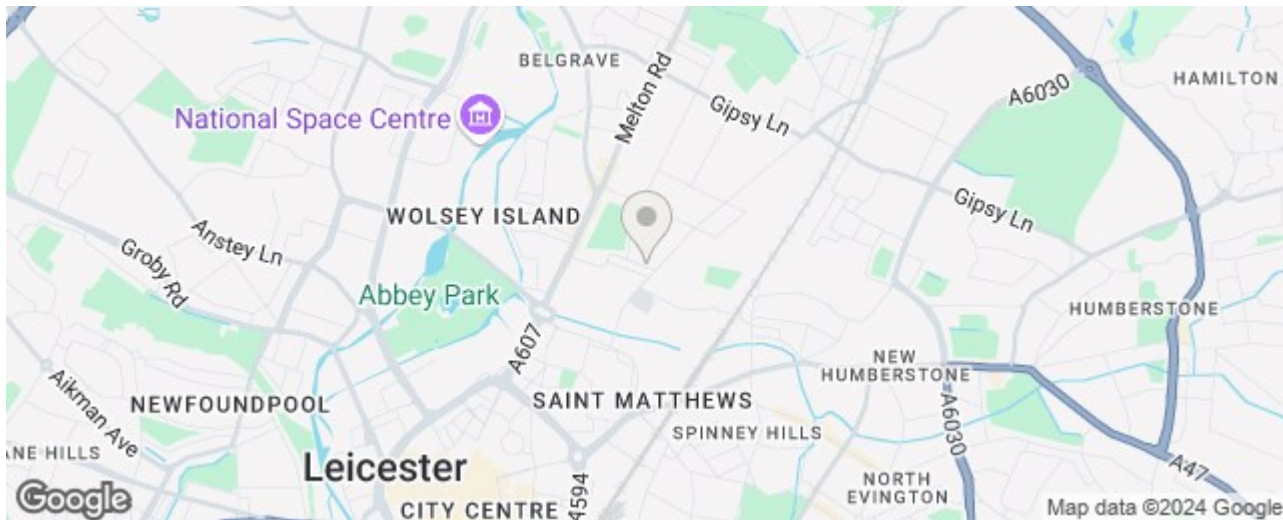 BELGRAVE
Melton Rd
A6030
HAMILTON
National Space Centre
Gipsy Ln
Gipsy Ln
WOLSEY ISLAND
Anstey Ln
Groby Rd
Abbey Park
HUMBERSTONE
A607
NEW
HUMBERSTONE
Aikman Ave
NEWFOUNDPOOL
SAINT MATTHEWS
A6030
SPINNEY HILLS
ANE HILLS
Leicester
A47
A594
NORTH
EVINGTON
CITY CENTRE
Google
Map data ©2024 Google